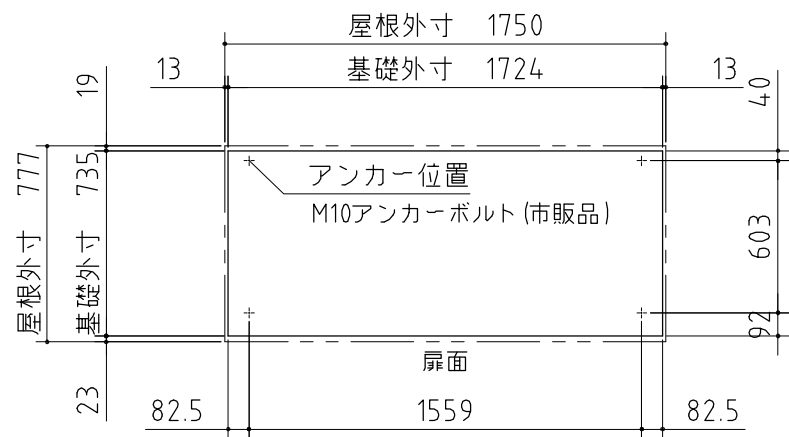 屋根外寸 1750
13 基礎外寸 1724 13
19
40
屋根外寸 777
基礎外寸 735
アンカー位置
M10アンカーボルト(市販品)
603
92
扉面
23
82.5 1559 82.5